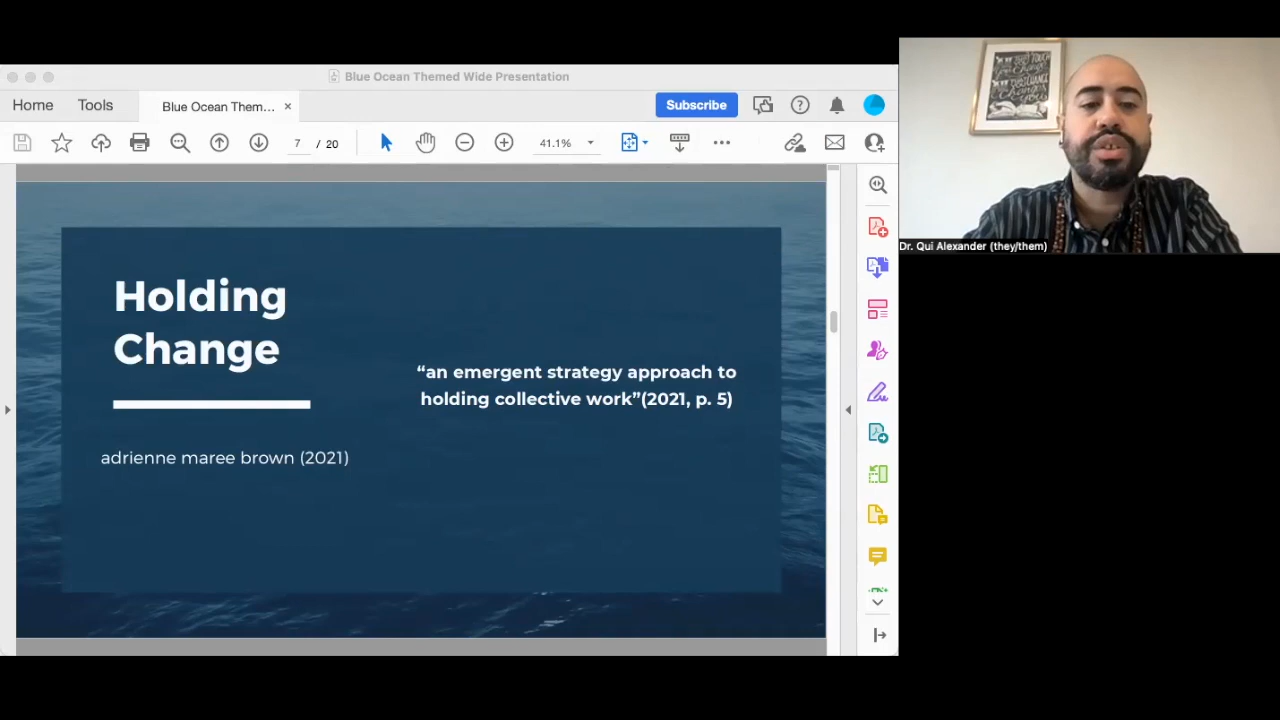 Blue Ocean Themed Wide Presentation
Home
Tools
Blue Ocean Them...
Subscribe
7 / 20
41.1%
Holding
Change
adrienne maree brown (2021)
“an emergent strategy approach to
holding collective work”(2021, p. 5)
Dr. Qui Alexander (they/them)